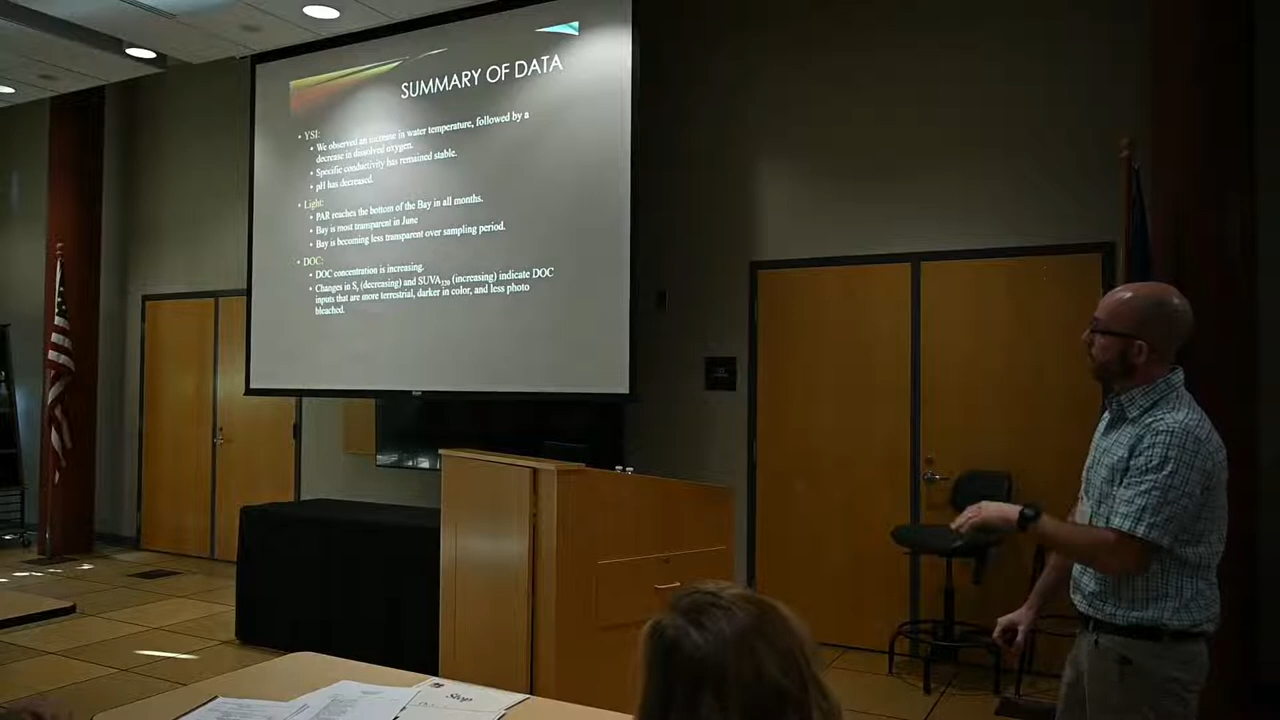 SUMMARY OF DATA
• YSI:
• We observed an increase in water temperature, followed by a
decrease in dissolved oxygen.
• Specific conductivity has remained stable.
• pH has decreased.
• Light:
• PAR reaches the bottom of the Bay in all months.
• Bay is most transparent in June
• Bay is becoming less transparent over sampling period.
• DOC:
• DOC concentration is increasing.
• Changes in Sr (decreasing) and SUVA320 (increasing) indicate DOC
inputs that are more terrestrial, darker in color, and less photo
bleached.
Stop